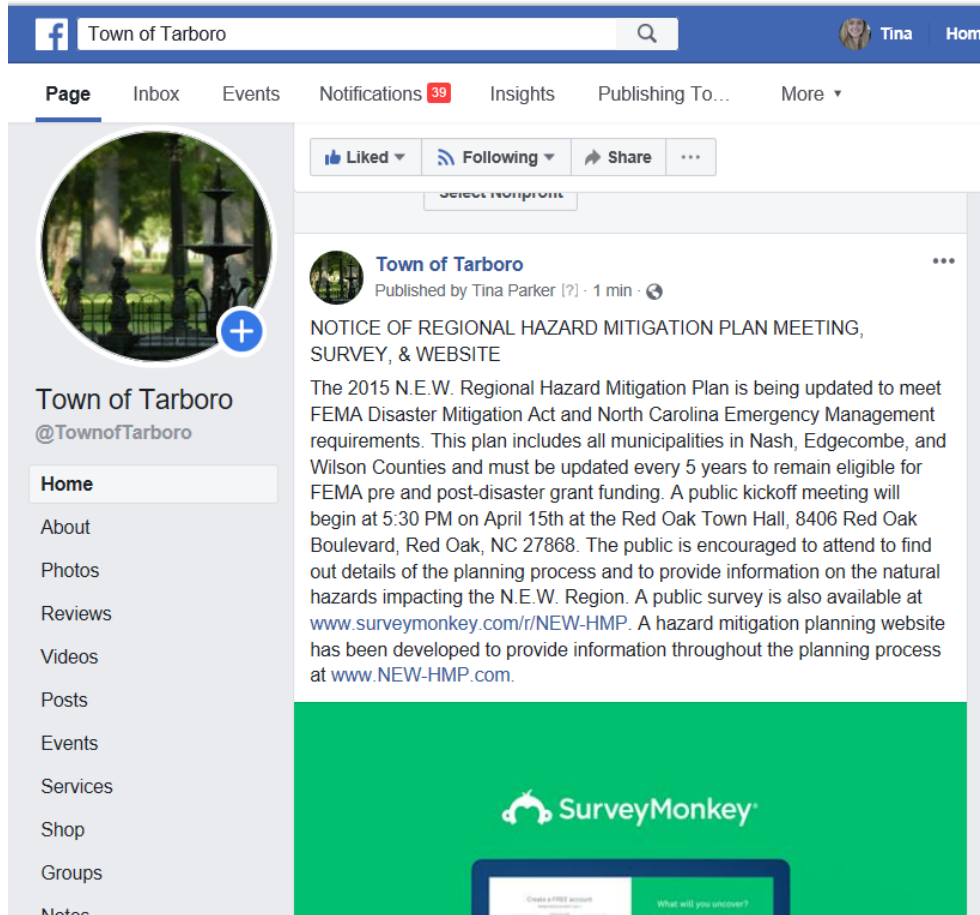 Town of Tarboro
Tina
Hom
Page
Inbox
Events
Notifications 39
Insights
Publishing To...
More
Liked
Following
Share
Select Nonprofit
Town of Tarboro
@TownofTarboro
Home
About
Photos
Reviews
Videos
Posts
Events
Services
Shop
Groups
Notes
Town of Tarboro
Published by Tina Parker [?] · 1 min ·
NOTICE OF REGIONAL HAZARD MITIGATION PLAN MEETING,
SURVEY, & WEBSITE
The 2015 N.E.W. Regional Hazard Mitigation Plan is being updated to meet
FEMA Disaster Mitigation Act and North Carolina Emergency Management
requirements. This plan includes all municipalities in Nash, Edgecombe, and
Wilson Counties and must be updated every 5 years to remain eligible for
FEMA pre and post-disaster grant funding. A public kickoff meeting will
begin at 5:30 PM on April 15th at the Red Oak Town Hall, 8406 Red Oak
Boulevard, Red Oak, NC 27868. The public is encouraged to attend to find
out details of the planning process and to provide information on the natural
hazards impacting the N.E.W. Region. A public survey is also available at
www.surveymonkey.com/r/NEW-HMP. A hazard mitigation planning website
has been developed to provide information throughout the planning process
at www.NEW-HMP.com.
SurveyMonkey
Create a FREE account
What will you uncover?